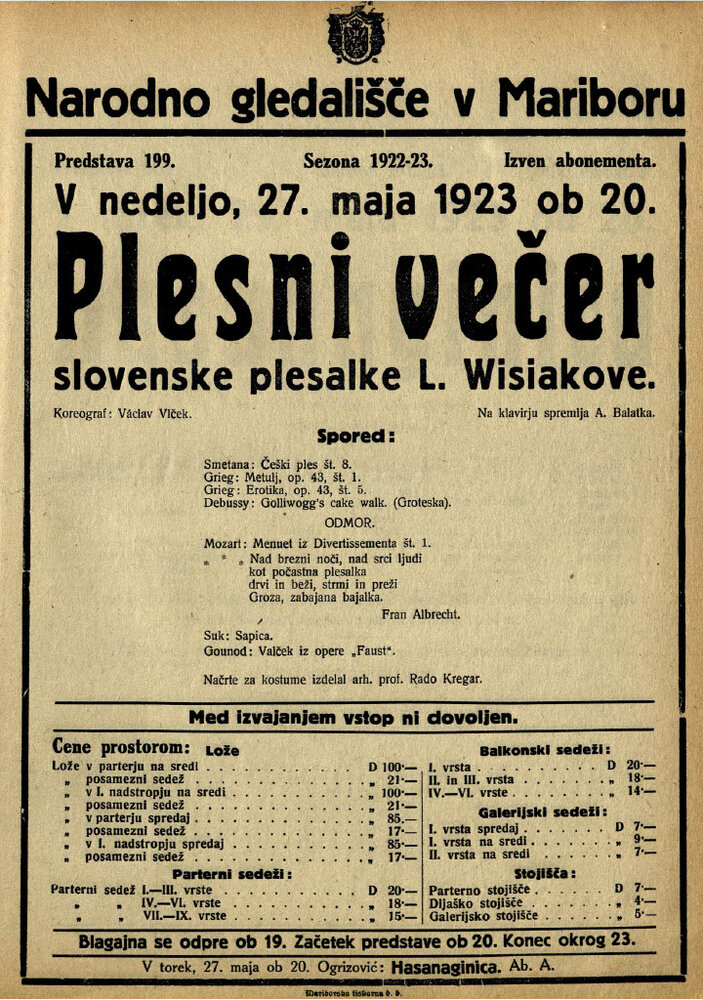 Narodno gledališče v Mariboru
Predstava 199. Sezona 1922-23. Izven abonementa.
V nedeljo, 27. maja 1923 ob 20.
Plesni večer
slovenske plesalke L. Wisiakove.
Koreograf: Václav Vlček. Na klavirju spremlja A. Balatka.
Spored:
Smetana: Češki ples št. 8.
Grieg: Metulj, op. 43, št. 1.
Grieg: Erotika, op. 43, št. 5.
Debussy: Golliwogg's cake walk. (Groteska).
ODMOR.
Mozart: Menuet iz Divertissementa št. 1.
* * * Nad brezni noči, nad srci ljudi
kot počastna plesalka
drvi in beži, strmi in preži
Groza, zabajana bajalka.
Fran Albrecht.
Suk: Sapica.
Gounod: Valček iz opere „Faust".
Načrte za kostume izdelal arh. prof. Rado Kregar.
Med izvajanjem vstop ni dovoljen.
Cene prostorom: Lože
Lože v parterju na sredi . . . . . . . . . . . D 100·—
„ posamezni sedež . . . . . . . . . . . „ 21·—
„ v I. nadstropju na sredi . . . . . . . . . „ 100·—
„ posamezni sedež . . . . . . . . . . . „ 21·—
„ v parterju spredaj . . . . . . . . . . . „ 85.—
„ posamezni sedež . . . . . . . . . . . „ 17·—
„ v I. nadstropju spredaj . . . . . . . . . „ 85·—
„ posamezni sedež . . . . . . . . . . . „ 17·—
Parterni sedeži:
Parterni sedež I.—III. vrste . . . . . . . . . D 20·—
„ „ IV.—VI. vrste . . . . . . . . . „ 18·—
„ „ VII.—IX. vrste . . . . . . . . . „ 15·—
Balkonski sedeži:
I. vrsta . . . . . . . . . D 20·—
II. in III. vrsta . . . . . . „ 18·—
IV.—VI. vrste . . . . . . „ 14·—
Galerijski sedeži:
I. vrsta spredaj . . . . . . D 7·—
I. vrsta na sredi . . . . . . „ 9·—
II. vrsta na sredi . . . . . . „ 7·—
Stojišča:
Parterno stojišče . . . . . D 7·—
Dijaško stojišče . . . . . . „ 4·—
Galerijsko stojišče . . . . . „ 5·—
Blagajna se odpre ob 19. Začetek predstave ob 20. Konec okrog 23.
V torek, 27. maja ob 20. Ogrizović: Hasanaginica. Ab. A.
Mariborska tiskarna d. d.